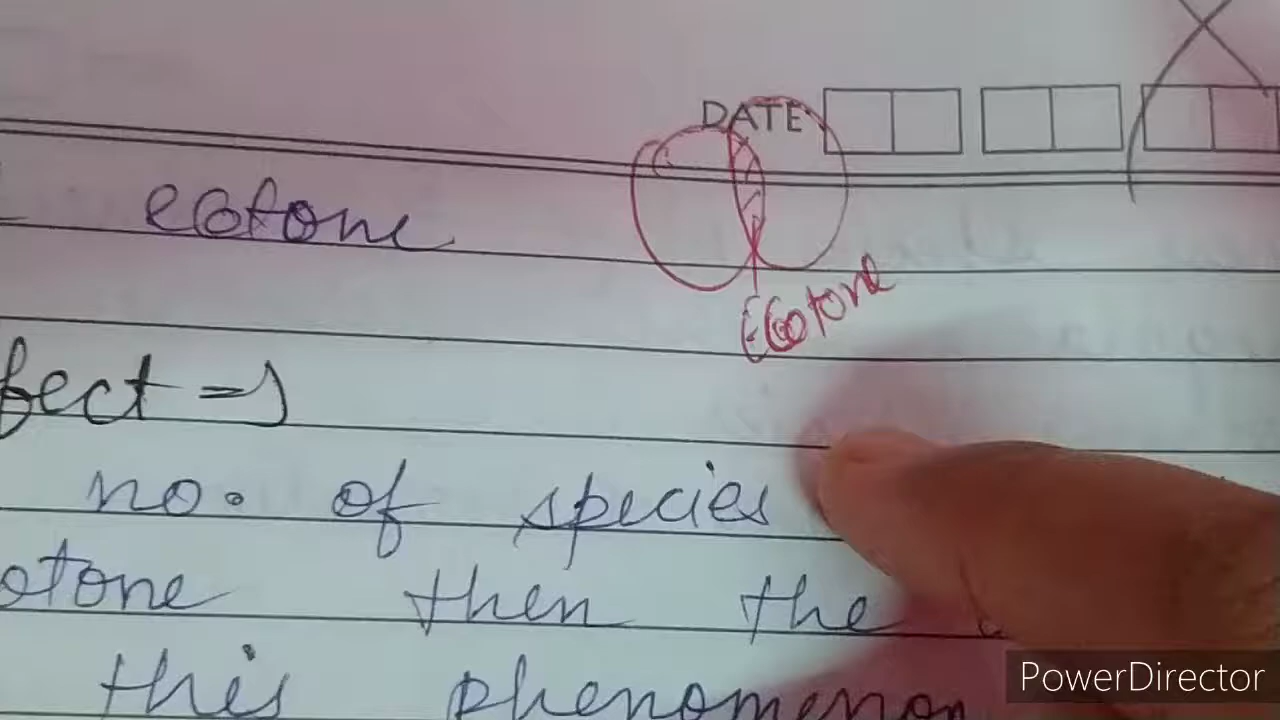 DATE
ecotone
Ecotone
fect =>
no. of species
otone then the
this phenomenon
PowerDirector